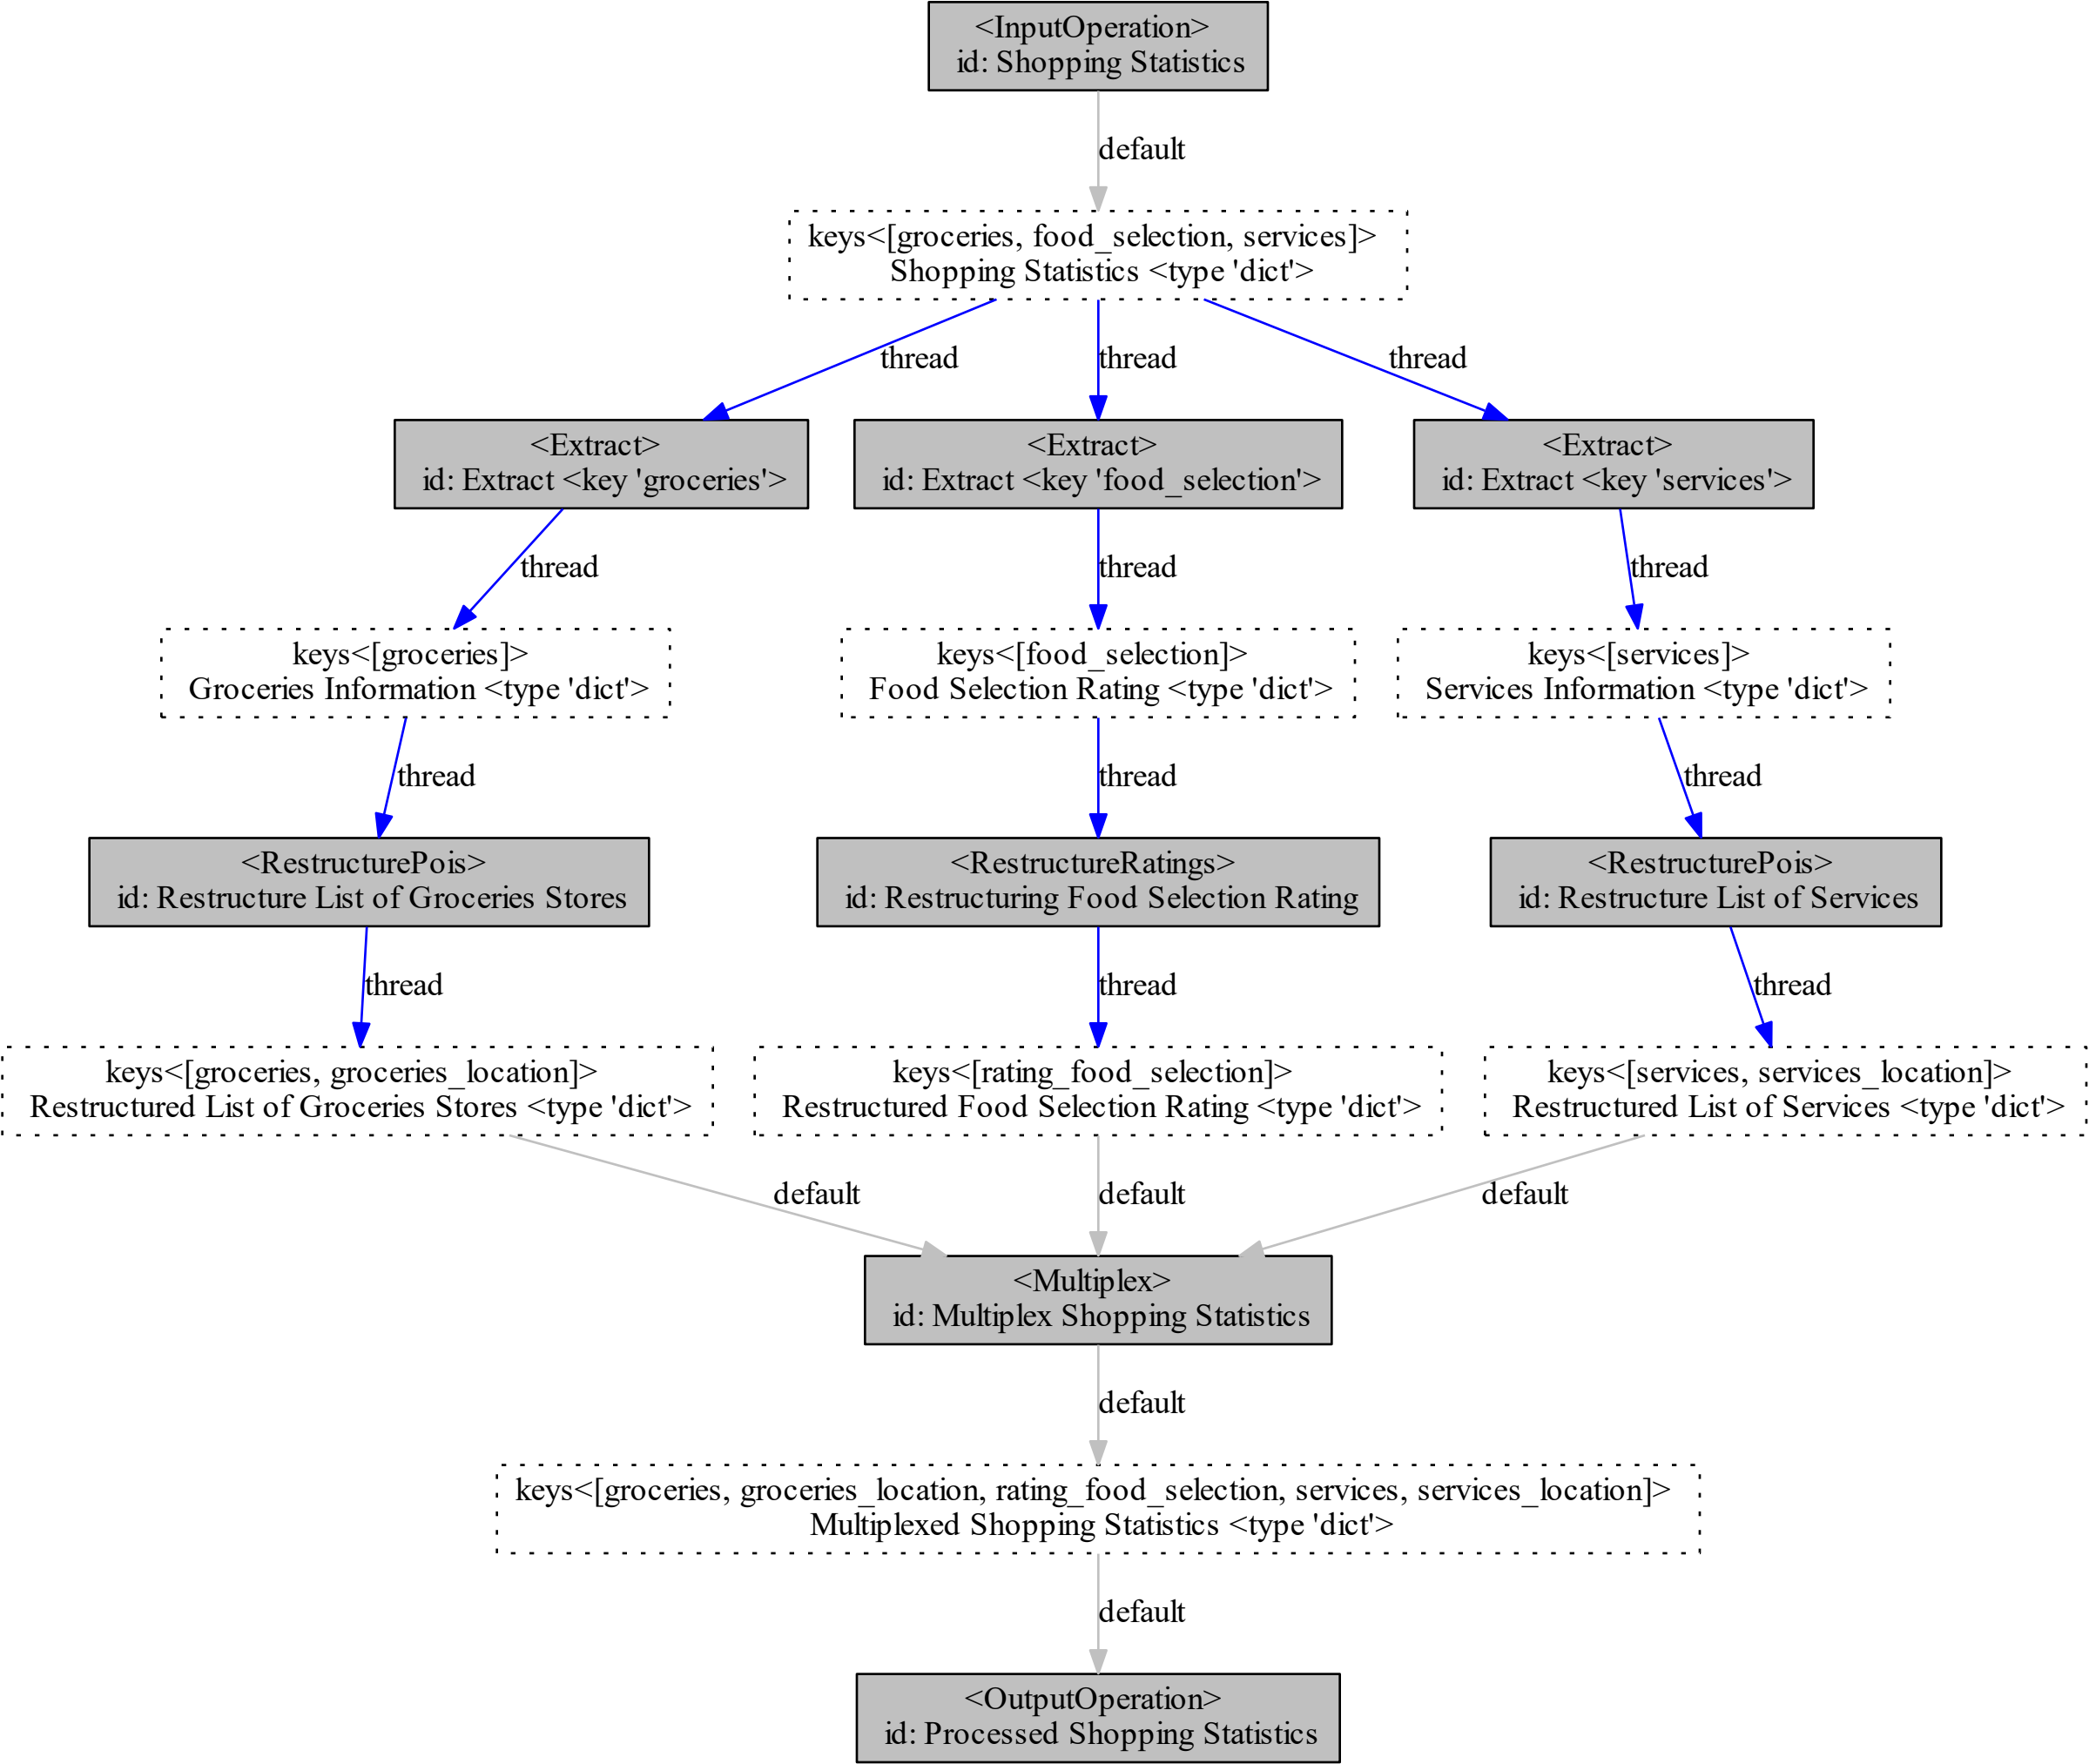 <InputOperation>
id: Shopping Statistics
default
keys<[groceries, food_selection, services]>
Shopping Statistics <type 'dict'>
thread
thread
thread
<Extract>
id: Extract <key 'groceries'>
<Extract>
id: Extract <key 'food_selection'>
<Extract>
id: Extract <key 'services'>
thread
thread
thread
keys<[groceries]>
Groceries Information <type 'dict'>
keys<[food_selection]>
Food Selection Rating <type 'dict'>
keys<[services]>
Services Information <type 'dict'>
thread
thread
thread
<RestructurePois>
id: Restructure List of Groceries Stores
<RestructureRatings>
id: Restructuring Food Selection Rating
<RestructurePois>
id: Restructure List of Services
thread
thread
thread
keys<[groceries, groceries_location]>
Restructured List of Groceries Stores <type 'dict'>
keys<[rating_food_selection]>
Restructured Food Selection Rating <type 'dict'>
keys<[services, services_location]>
Restructured List of Services <type 'dict'>
default
default
default
<Multiplex>
id: Multiplex Shopping Statistics
default
keys<[groceries, groceries_location, rating_food_selection, services, services_location]>
Multiplexed Shopping Statistics <type 'dict'>
default
<OutputOperation>
id: Processed Shopping Statistics